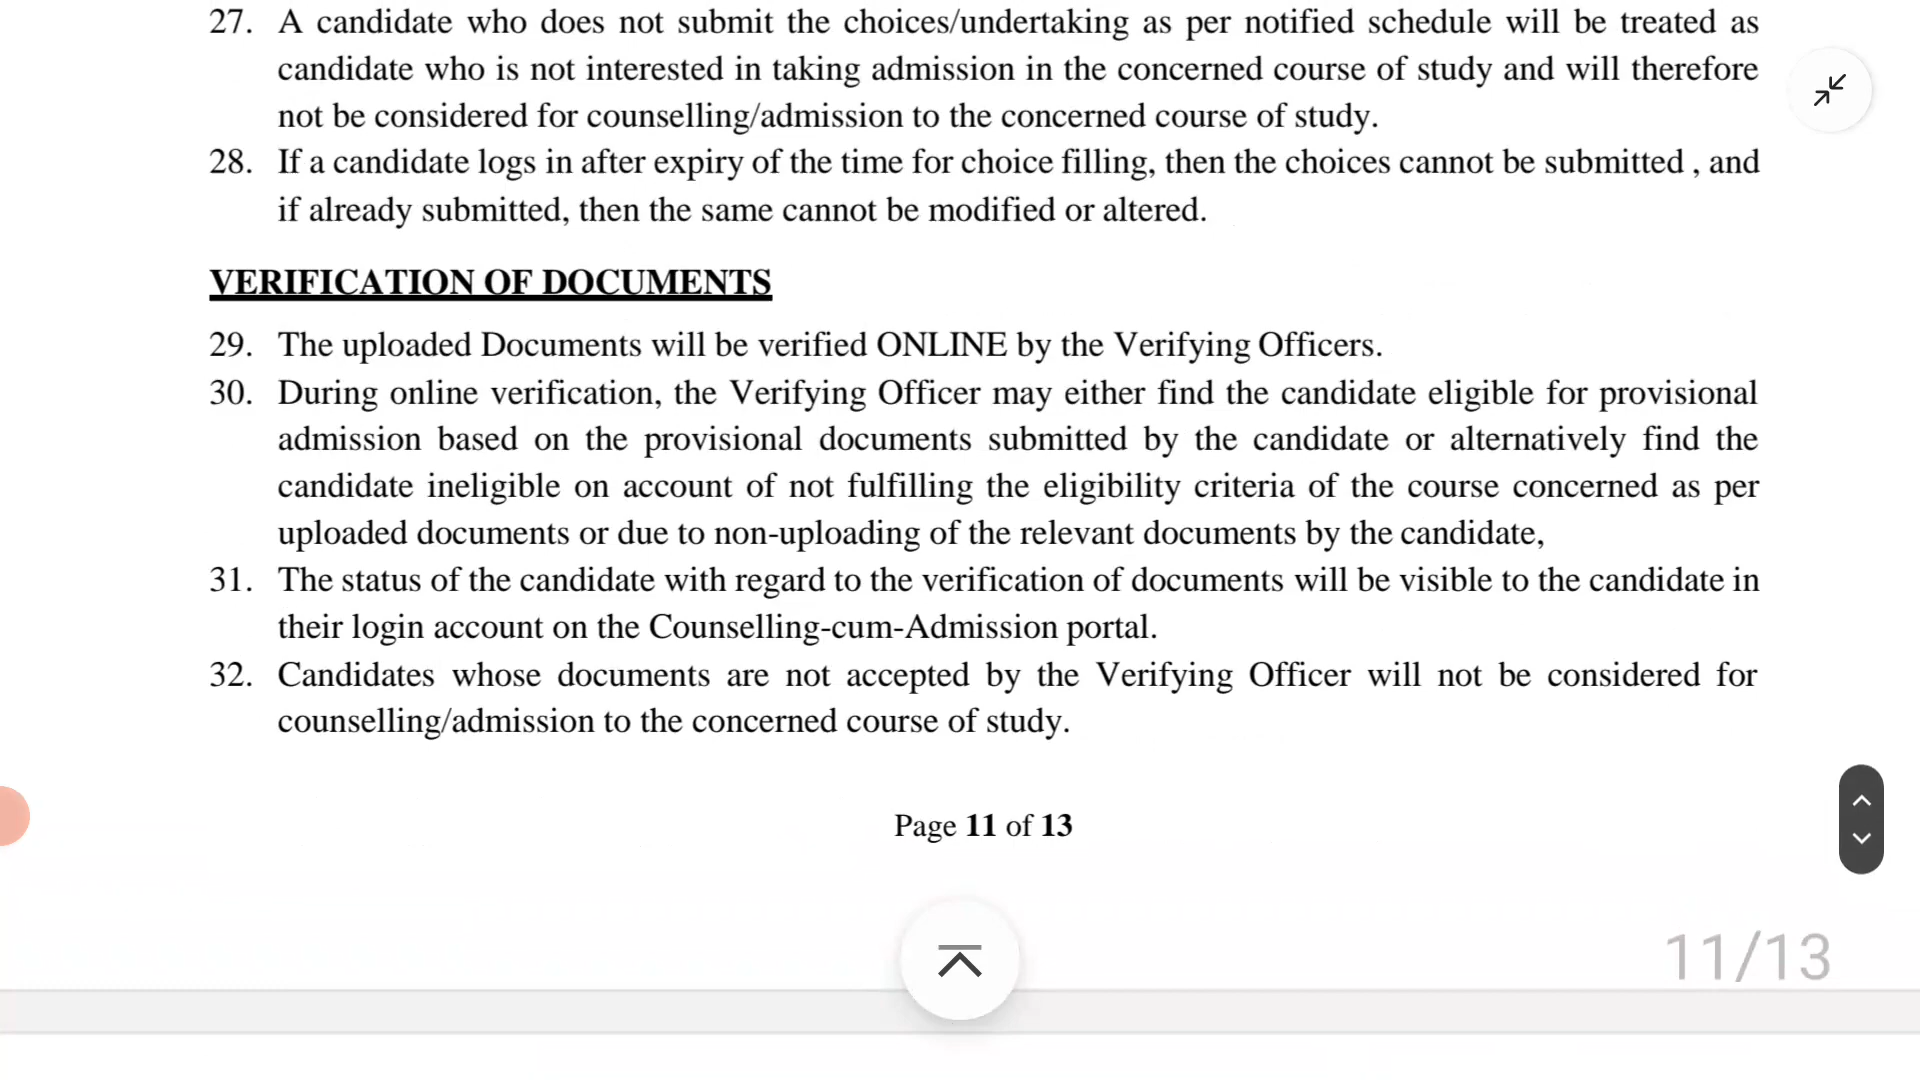 27. A candidate who does not submit the choices/undertaking as per notified schedule will be treated as
candidate who is not interested in taking admission in the concerned course of study and will therefore
not be considered for counselling/admission to the concerned course of study.
28. If a candidate logs in after expiry of the time for choice filling, then the choices cannot be submitted , and
if already submitted, then the same cannot be modified or altered.
VERIFICATION OF DOCUMENTS
29. The uploaded Documents will be verified ONLINE by the Verifying Officers.
30. During online verification, the Verifying Officer may either find the candidate eligible for provisional
admission based on the provisional documents submitted by the candidate or alternatively find the
candidate ineligible on account of not fulfilling the eligibility criteria of the course concerned as per
uploaded documents or due to non-uploading of the relevant documents by the candidate,
31. The status of the candidate with regard to the verification of documents will be visible to the candidate in
their login account on the Counselling-cum-Admission portal.
32. Candidates whose documents are not accepted by the Verifying Officer will not be considered for
counselling/admission to the concerned course of study.
Page 11 of 13
11/13